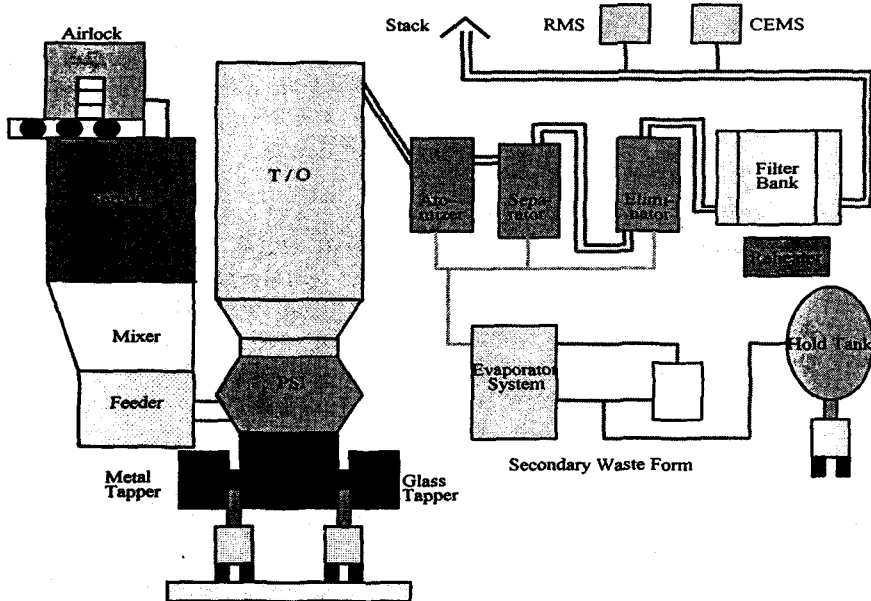 Airlock
Stack
RMS
CEMS
T / O
Ato-
mizer
Sepa-
rator
Elimi-
nator
Filter
Bank
Mixer
Feeder
PSI
Evaporator
System
Hold Tank
Metal
Tapper
Glass
Tapper
Secondary Waste Form